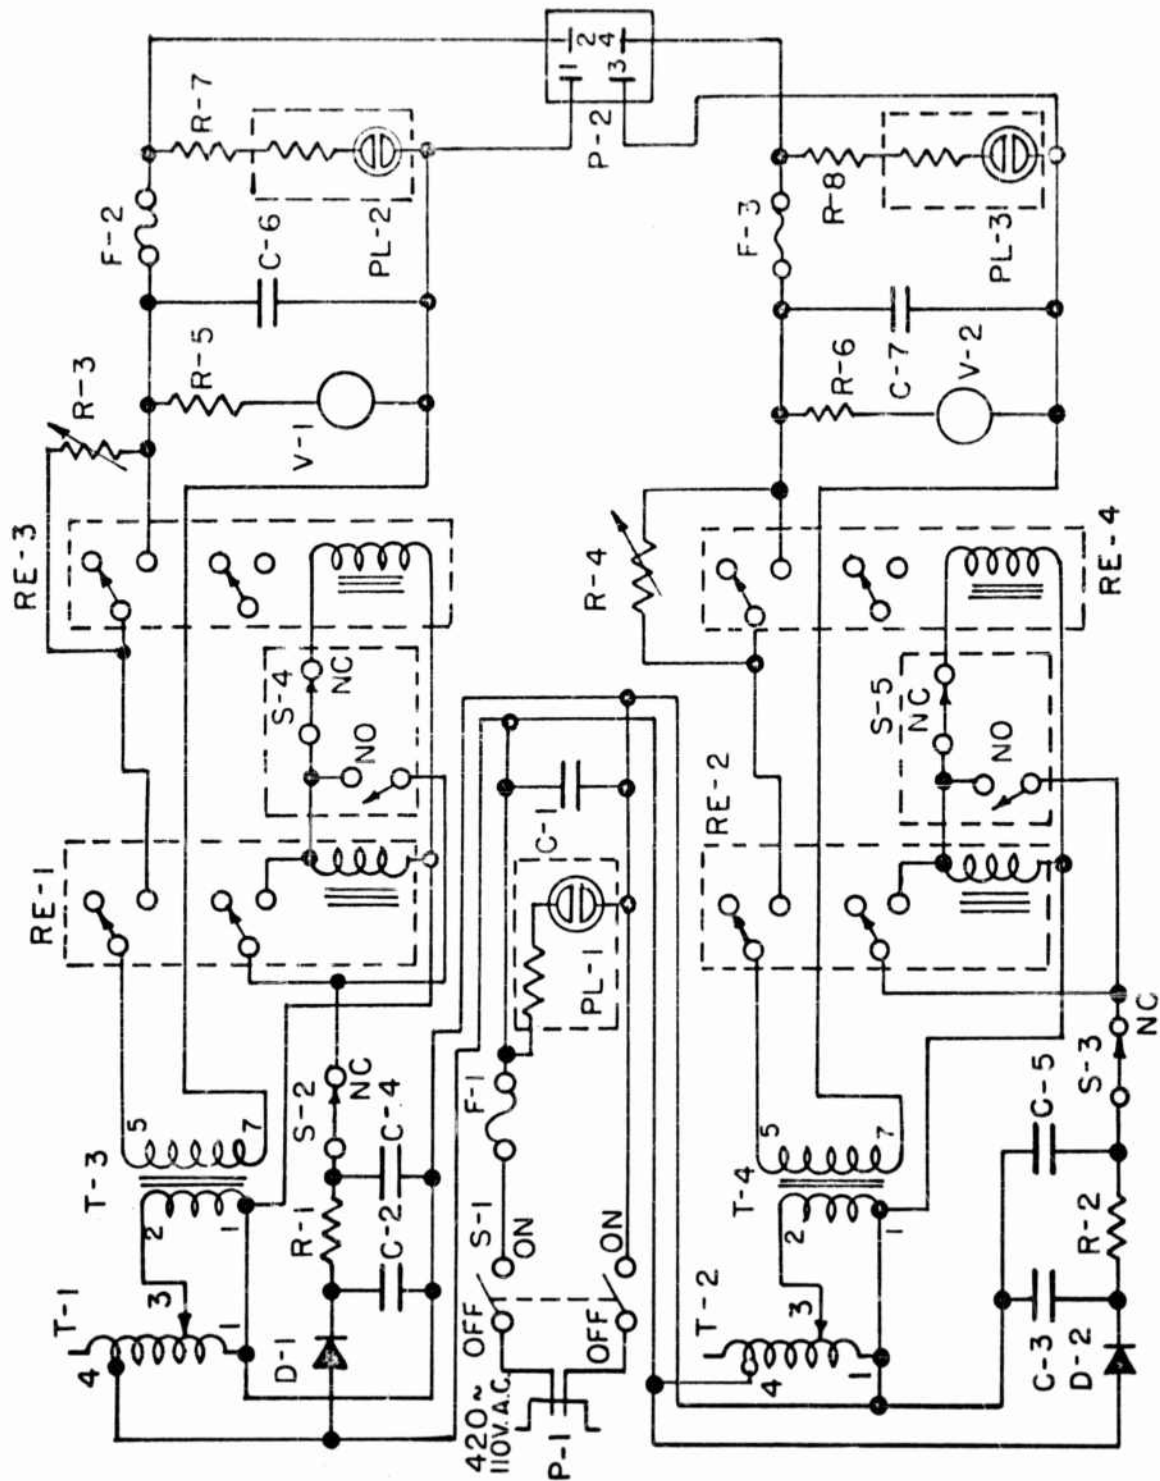 RE-3
R-3
F-2
R-7
R-5
C-6
V-1
PL-2
2
4
1
3
P-2
RE-1
T-3
5
7
2
1
T-1
4
3
1
S-4
NC
NO
S-2
NC
R-1
C-4
C-2
D-1
F-1
S-1
ON
ON
OFF
OFF
420~
110V.A.C.
P-1
PL-1
C-1
R-4
F-3
R-8
R-6
C-7
V-2
PL-3
RE-2
RE-4
S-5
NC
NO
T-4
5
7
2
1
T-2
4
3
1
C-5
S-3
NC
R-2
C-3
D-2